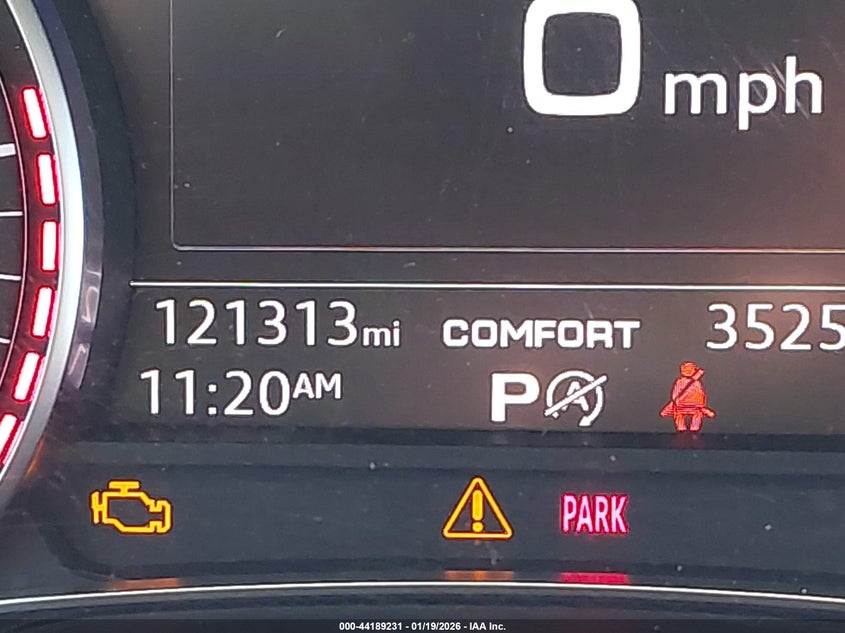 0 mph
121313mi COMFORT 3525
11:20AM P A
PARK
000-44189231 - 01/19/2026 - IAA Inc.